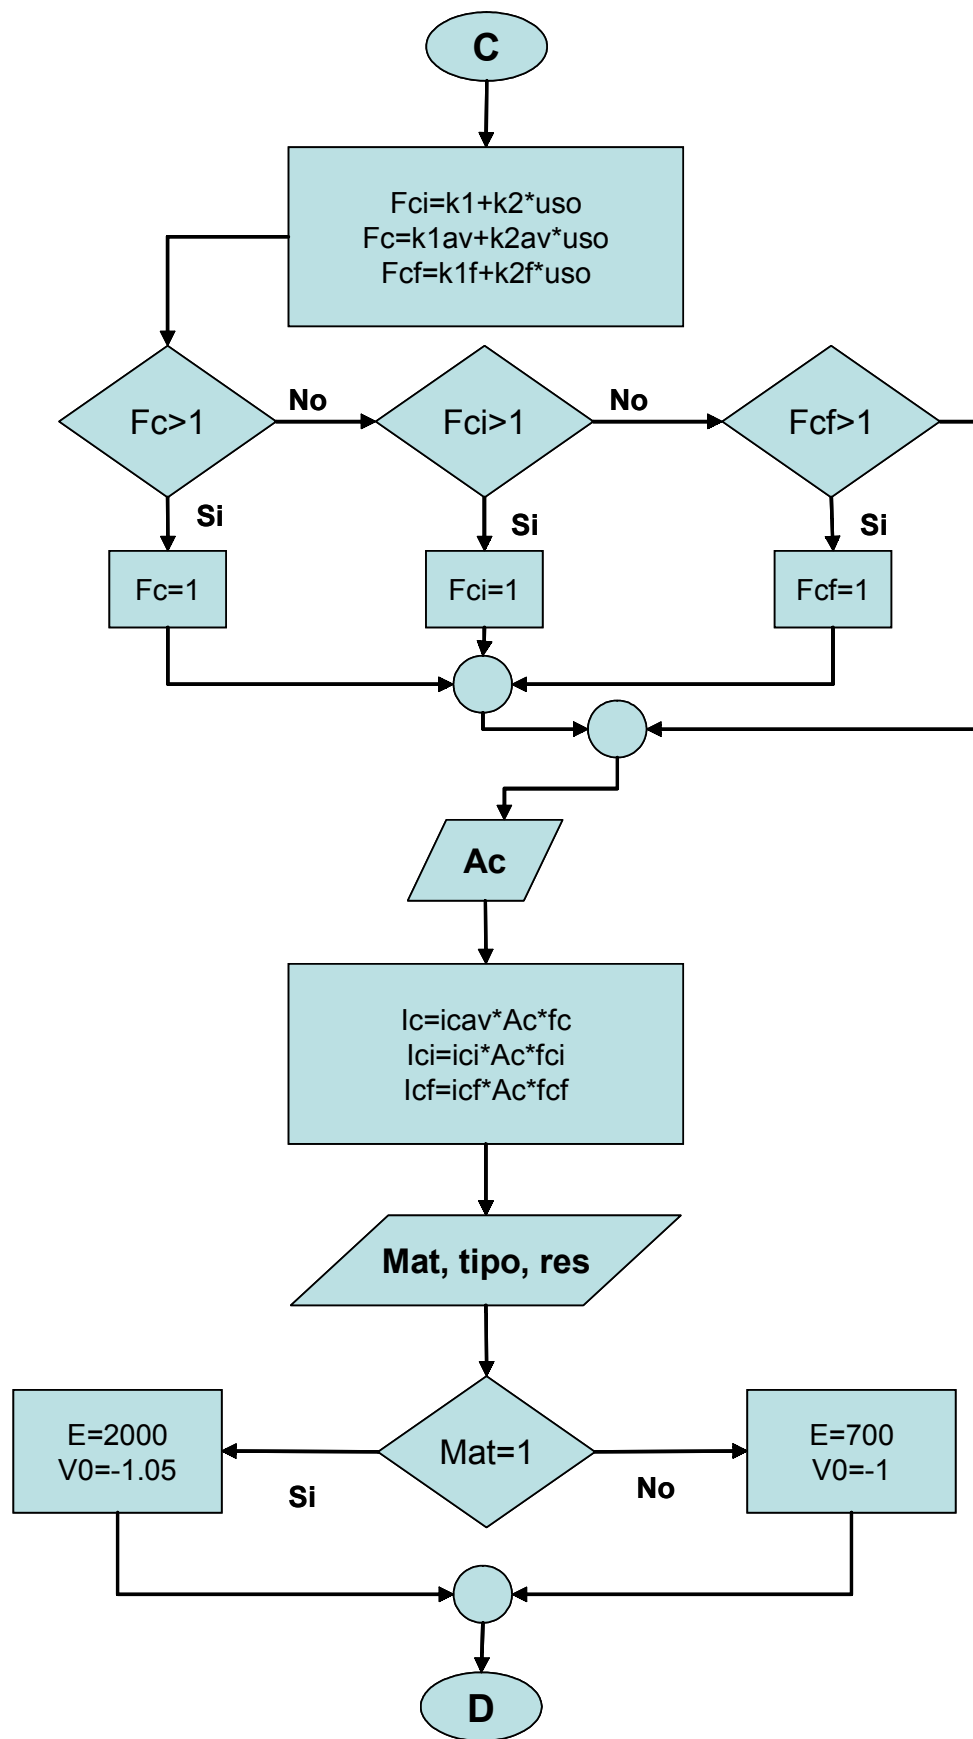 C
Fci=k1+k2*uso
Fc=k1av+k2av*uso
Fcf=k1f+k2f*uso
Fc>1
No
Fci>1
No
Fcf>1
Si
Si
Si
Fc=1
Fci=1
Fcf=1
Ac
Ic=icav*Ac*fc
Ici=ici*Ac*fci
Icf=icf*Ac*fcf
Mat, tipo, res
E=2000
V0=-1.05
Si
Mat=1
No
E=700
V0=-1
D